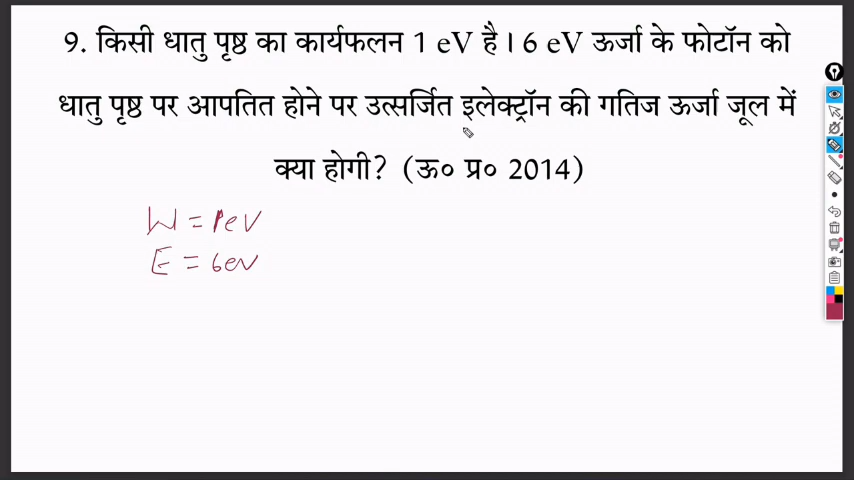 9. किसी धातु पृष्ठ का कार्यफलन 1 eV है। 6 eV ऊर्जा के फोटॉन को
धातु पृष्ठ पर आपतित होने पर उत्सर्जित इलेक्ट्रॉन की गतिज ऊर्जा जूल में
क्या होगी? (ऊ० प्र० 2014)
W = 1eV
E = 6eV